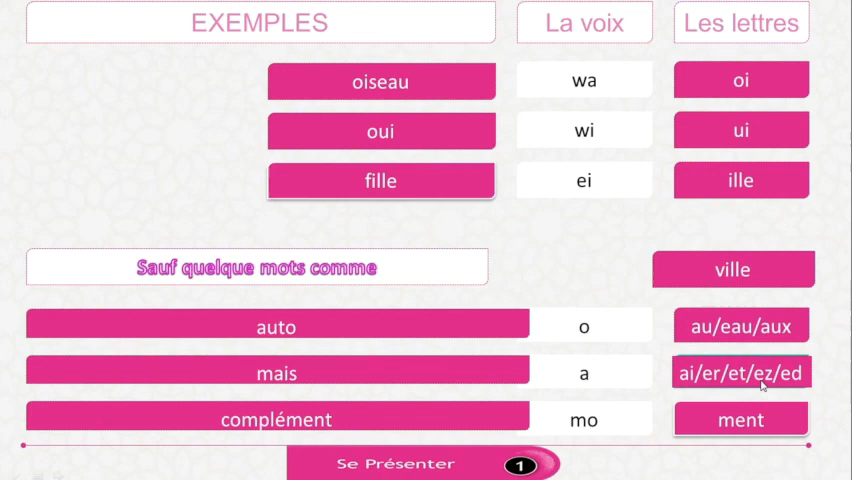 EXEMPLES La voix Les lettres
oiseau wa oi
oui wi ui
fille ei ille
Sauf quelque mots comme ville
auto o au/eau/aux
mais a ai/er/et/ez/ed
complément mo ment
Se Présenter 1